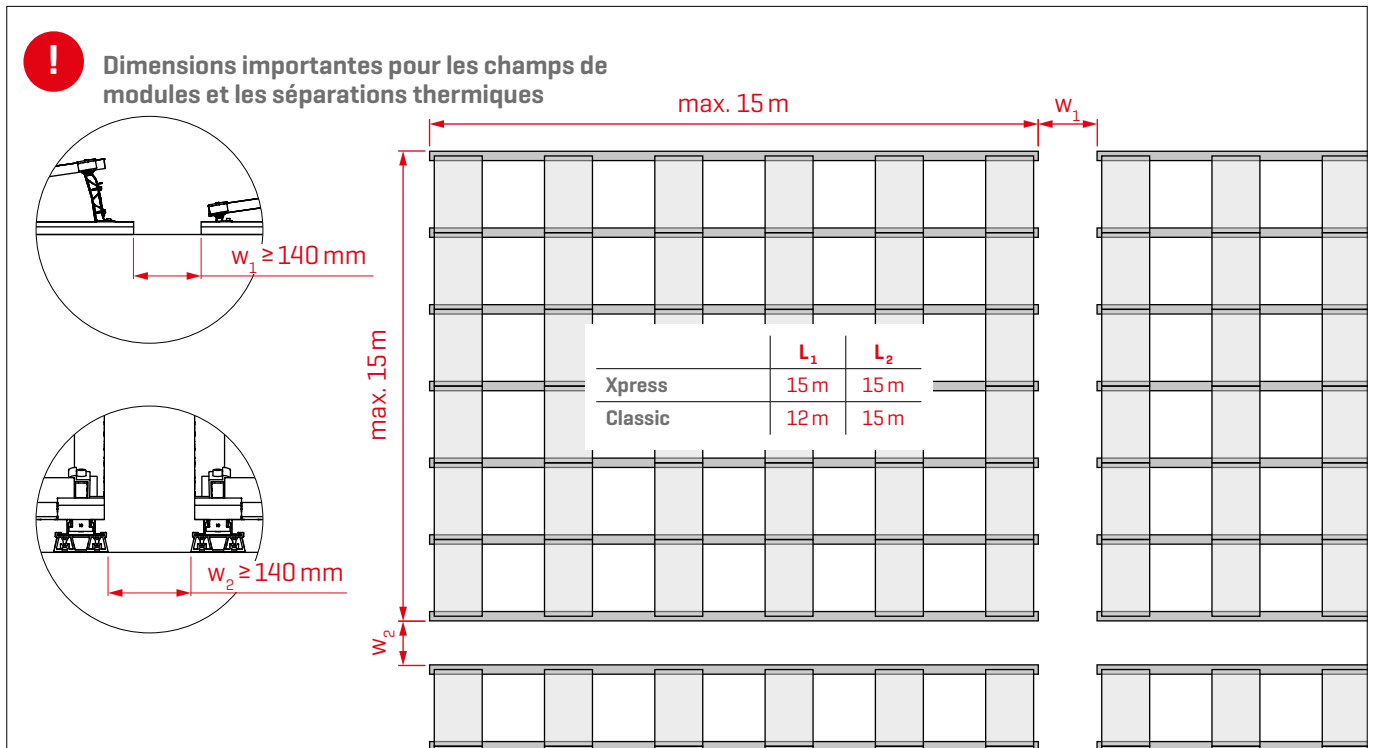 !
Dimensions importantes pour les champs de
modules et les séparations thermiques
max. 15 m
w₁
w₁ ≥ 140 mm
max. 15 m
L₁ L₂
Xpress 15 m 15 m
Classic 12 m 15 m
w₂ ≥ 140 mm
w₂